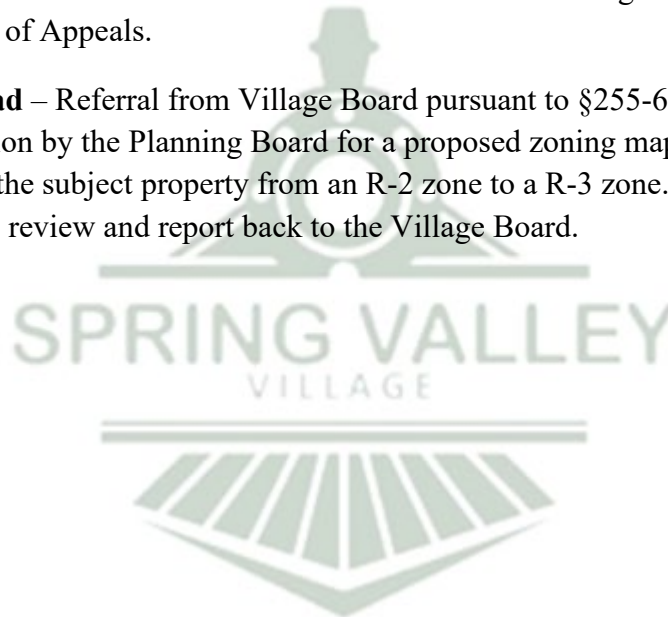 of Appeals.
ad – Referral from Village Board pursuant to §255-6
on by the Planning Board for a proposed zoning map
the subject property from an R-2 zone to a R-3 zone.
review and report back to the Village Board.
SPRING VALLEY
VILLAGE